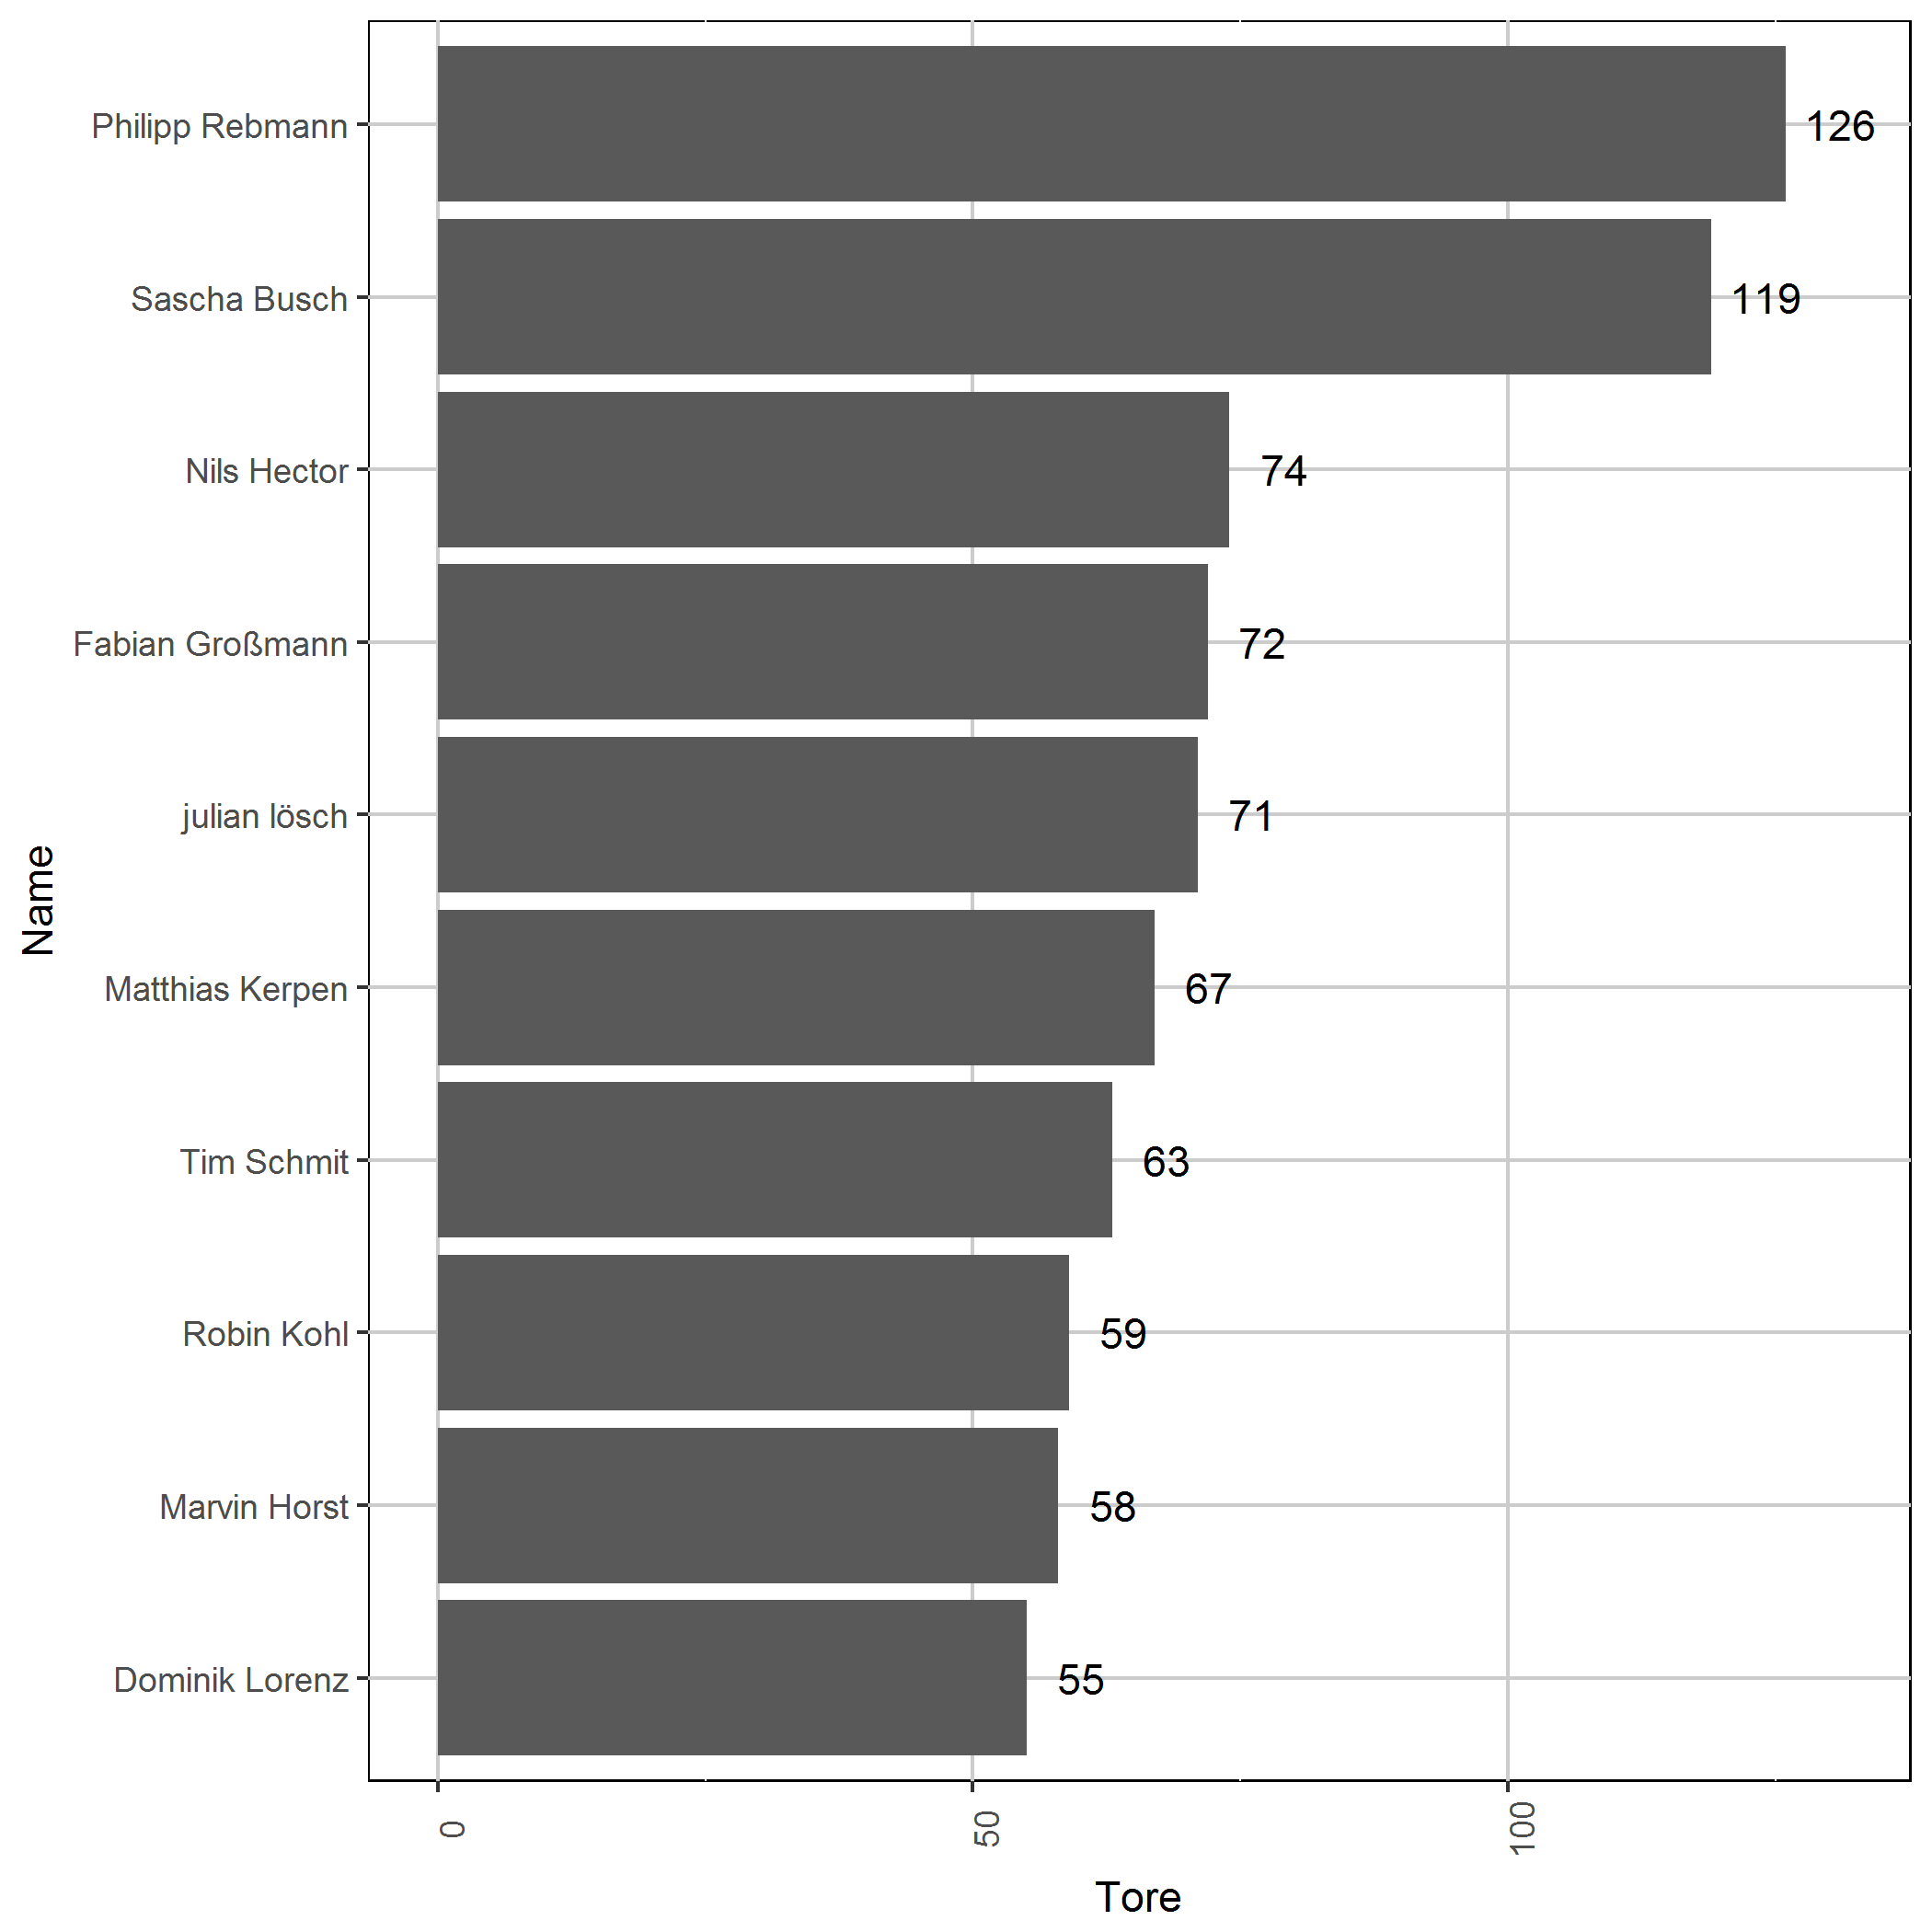 Philipp Rebmann 126
Sascha Busch 119
Nils Hector 74
Fabian Großmann 72
julian lösch 71
Matthias Kerpen 67
Tim Schmit 63
Robin Kohl 59
Marvin Horst 58
Dominik Lorenz 55
Name
0 50 100
Tore